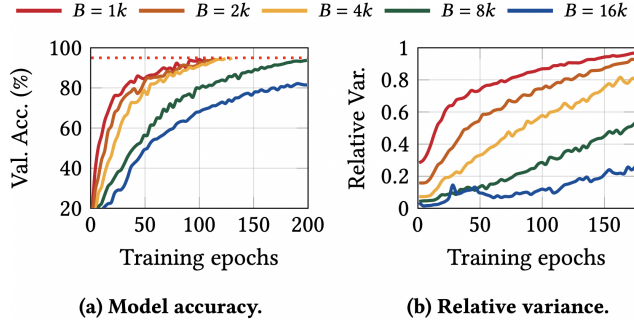 B = 1k B = 2k B = 4k B = 8k B = 16k
Val. Acc. (%)
100
80
60
40
20
0 50 100 150 200
Training epochs
(a) Model accuracy.
Relative Var.
1
0.8
0.6
0.4
0.2
0
0 50 100 150
Training epochs
(b) Relative variance.